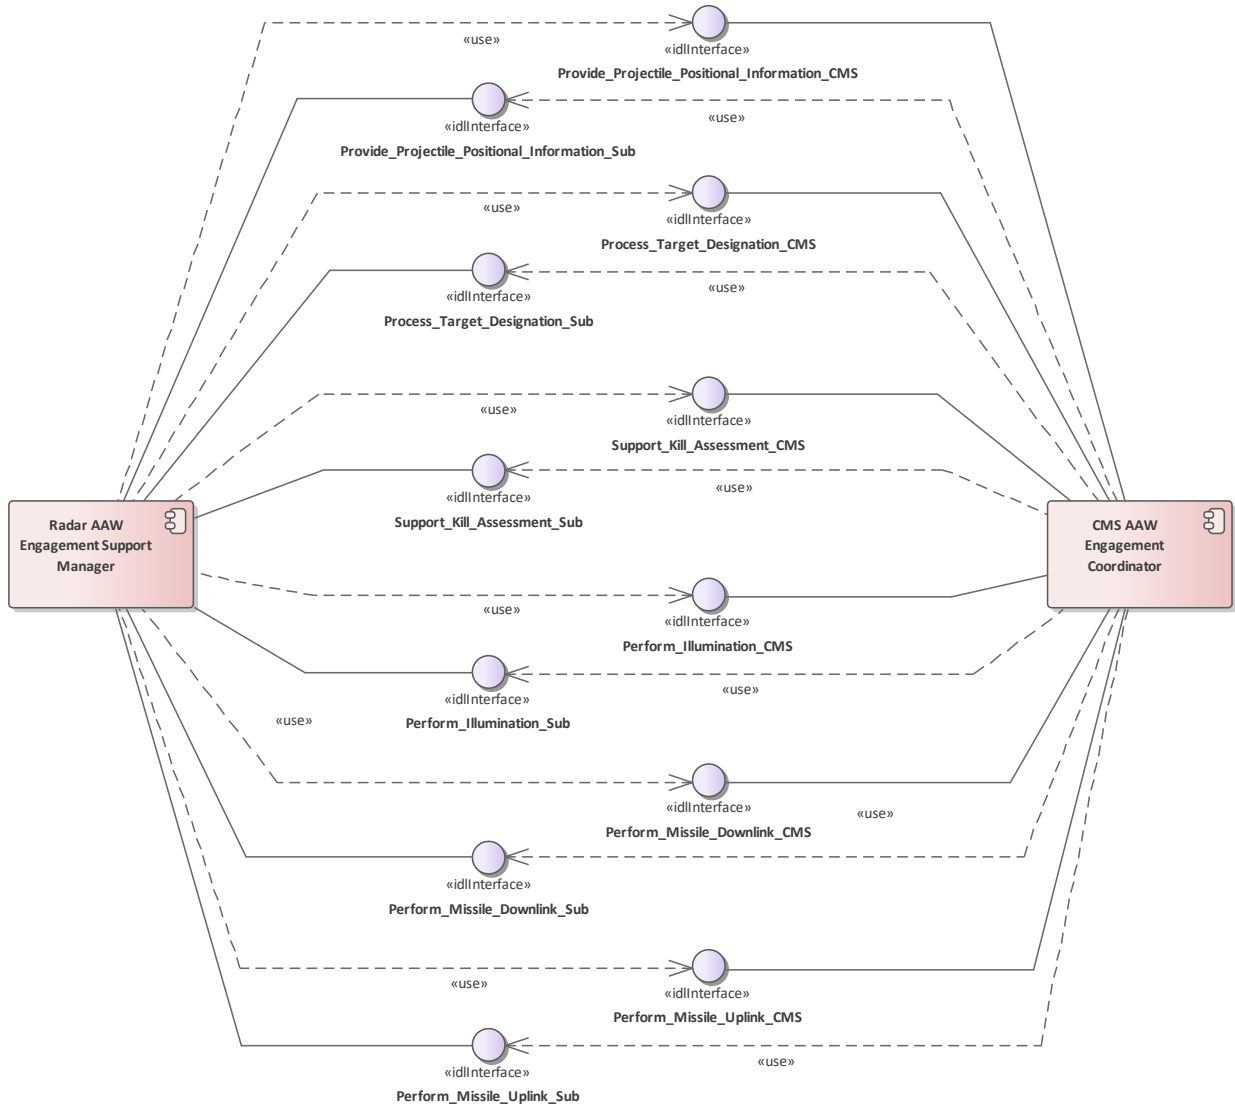 «use»
«idlInterface»
Provide_Projectile_Positional_Information_CMS
«use»
«idlInterface»
Provide_Projectile_Positional_Information_Sub
«use»
«idlInterface»
Process_Target_Designation_CMS
«use»
«idlInterface»
Process_Target_Designation_Sub
«use»
«idlInterface»
Support_Kill_Assessment_CMS
«use»
«idlInterface»
Support_Kill_Assessment_Sub
Radar AAW
Engagement Support
Manager
CMS AAW
Engagement
Coordinator
«use»
«idlInterface»
Perform_Illumination_CMS
«use»
«idlInterface»
Perform_Illumination_Sub
«use»
«idlInterface»
Perform_Missile_Downlink_CMS
«use»
«idlInterface»
Perform_Missile_Downlink_Sub
«use»
«idlInterface»
Perform_Missile_Uplink_CMS
«use»
«idlInterface»
Perform_Missile_Uplink_Sub